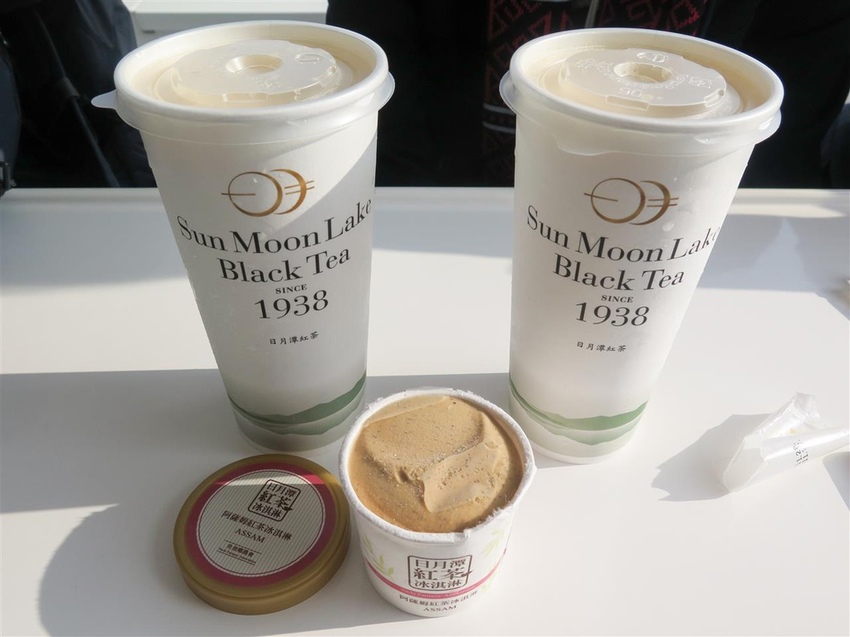 Sun Moon Lake
Black Tea
SINCE
1938
日月潭紅茶
Sun Moon Lake
Black Tea
SINCE
1938
日月潭紅茶
日月潭
紅茶
冰淇淋
阿薩姆紅茶冰淇淋
ASSAM
日月潭
紅茶
冰淇淋
阿薩姆紅茶冰淇淋
ASSAM